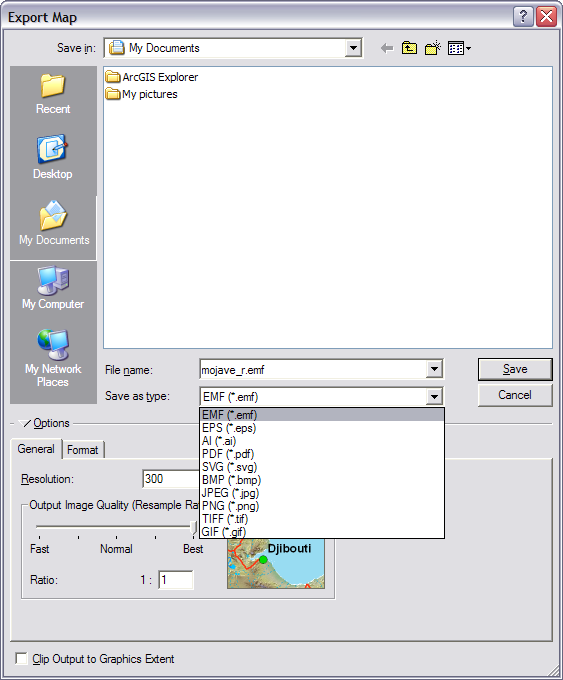 Export Map
Save in: My Documents
ArcGIS Explorer
My pictures
Recent
Desktop
My Documents
My Computer
My Network
Places
File name: mojave_r.emf Save
Save as type: EMF (*.emf) Cancel
EMF (*.emf)
EPS (*.eps)
AI (*.ai)
PDF (*.pdf)
SVG (*.svg)
BMP (*.bmp)
JPEG (*.jpg)
PNG (*.png)
TIFF (*.tif)
GIF (*.gif)
Options
General Format
Resolution: 300
Output Image Quality (Resample Ra
Fast Normal Best
Ratio: 1 : 1
Djibouti
Clip Output to Graphics Extent